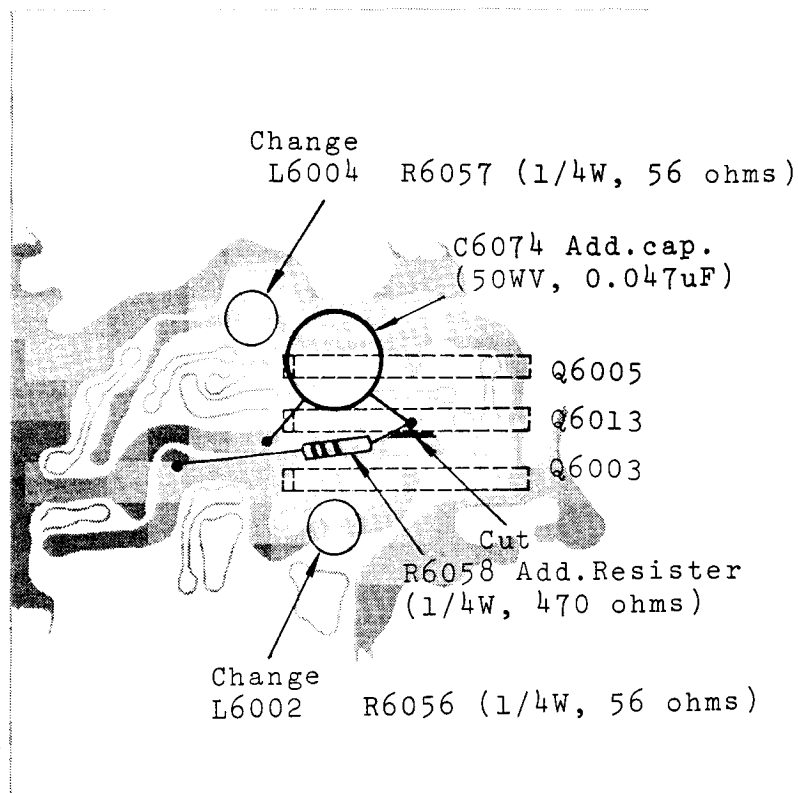 Change
L6004 R6057 (1/4W, 56 ohms)
C6074 Add.cap.
(50WV, 0.047uF)
Q6005
Q6013
Q6003
Cut
R6058 Add.Resister
(1/4W, 470 ohms)
Change
L6002 R6056 (1/4W, 56 ohms)